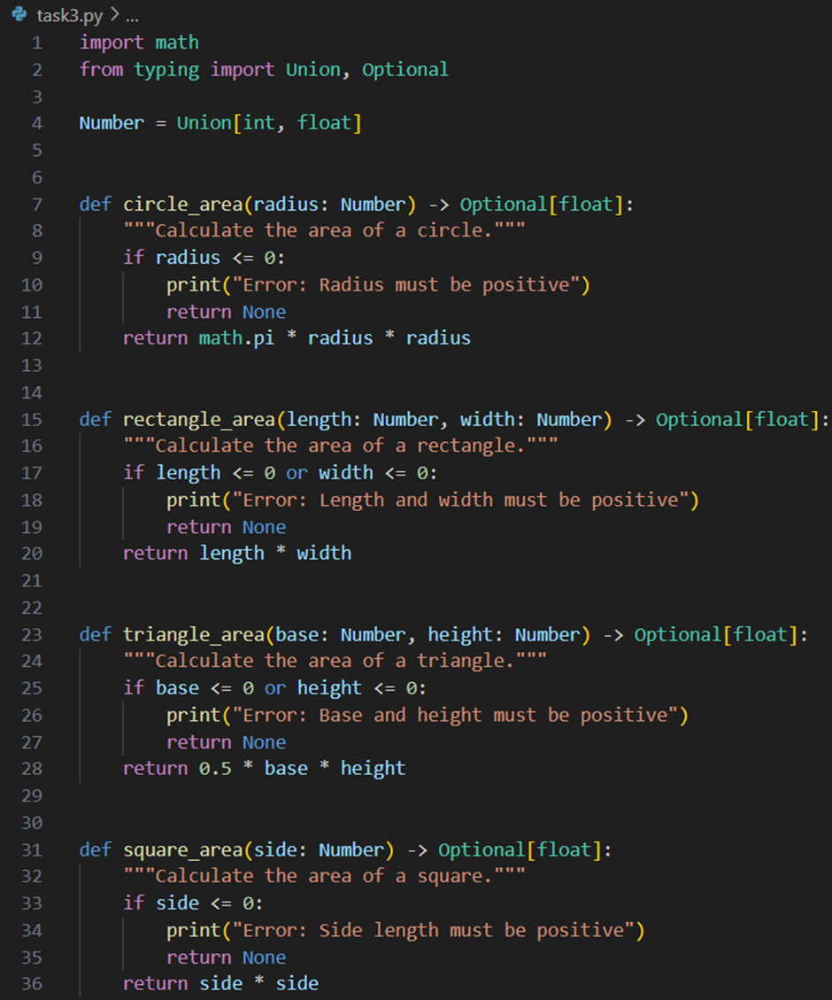 task3.py > ...
1 import math
2 from typing import Union, Optional
3
4 Number = Union[int, float]
5
6
7 def circle_area(radius: Number) -> Optional[float]:
8     """Calculate the area of a circle."""
9     if radius <= 0:
10         print("Error: Radius must be positive")
11         return None
12     return math.pi * radius * radius
13
14
15 def rectangle_area(length: Number, width: Number) -> Optional[float]:
16     """Calculate the area of a rectangle."""
17     if length <= 0 or width <= 0:
18         print("Error: Length and width must be positive")
19         return None
20     return length * width
21
22
23 def triangle_area(base: Number, height: Number) -> Optional[float]:
24     """Calculate the area of a triangle."""
25     if base <= 0 or height <= 0:
26         print("Error: Base and height must be positive")
27         return None
28     return 0.5 * base * height
29
30
31 def square_area(side: Number) -> Optional[float]:
32     """Calculate the area of a square."""
33     if side <= 0:
34         print("Error: Side length must be positive")
35         return None
36     return side * side